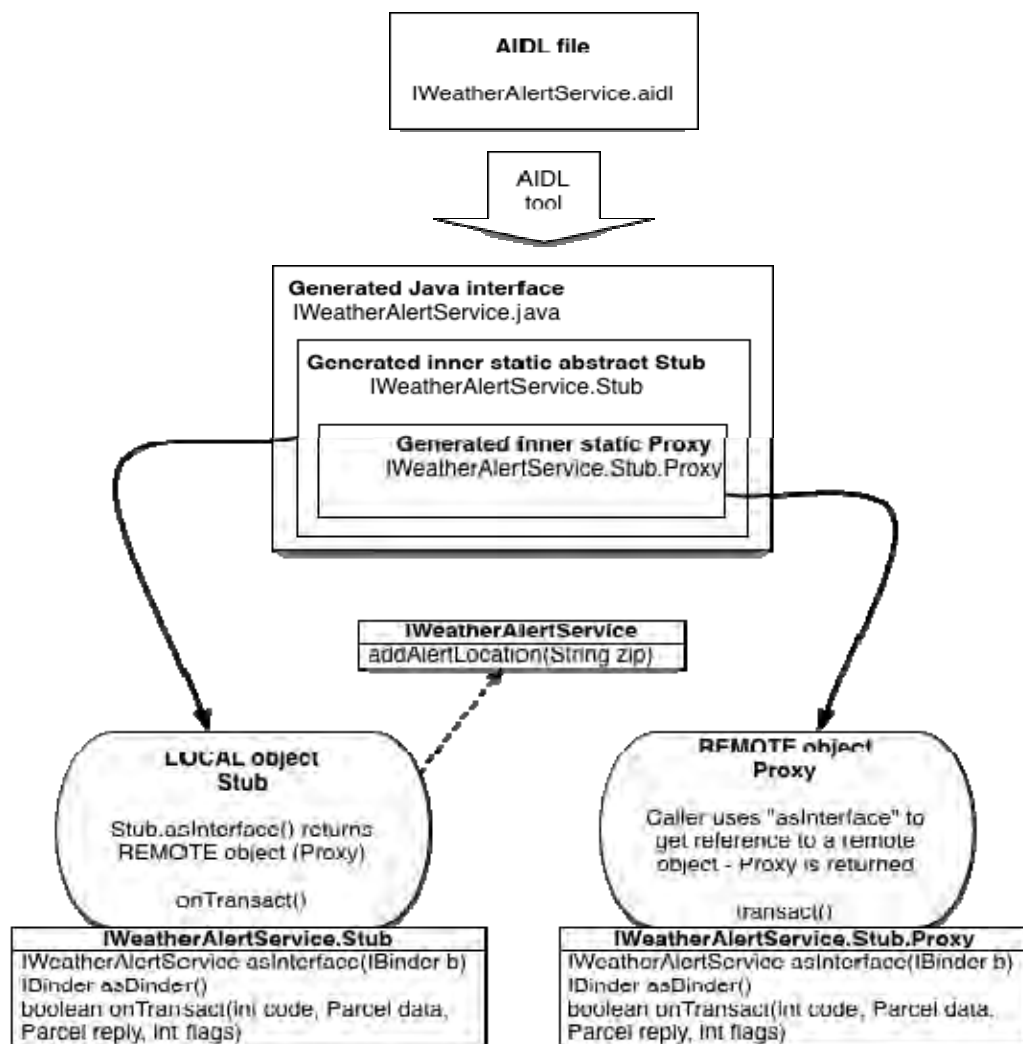 AIDL file
IWeatherAlertService.aidl
AIDL
tool
Generated Java interface
IWeatherAlertService.java
Generated inner static abstract Stub
IWeatherAlertService.Stub
Generated inner static Proxy
IWeatherAlertService.Stub.Proxy
IWeatherAlertService
addAlertLocation(String zip)
LOCAL object
Stub
Stub.asInterface() returns
REMOTE object (Proxy)
onTransact()
IWeatherAlertService.Stub
IWeatherAlertService asInterface(IBinder b)
IBinder asBinder()
boolean onTransact(int code, Parcel data,
Parcel reply, int flags)
REMOTE object
Proxy
Caller uses "asInterface" to
get reference to a remote
object - Proxy is returned
transact()
IWeatherAlertService.Stub.Proxy
IWeatherAlertService asInterface(IBinder b)
IBinder asBinder()
boolean onTransact(int code, Parcel data,
Parcel reply, int flags)